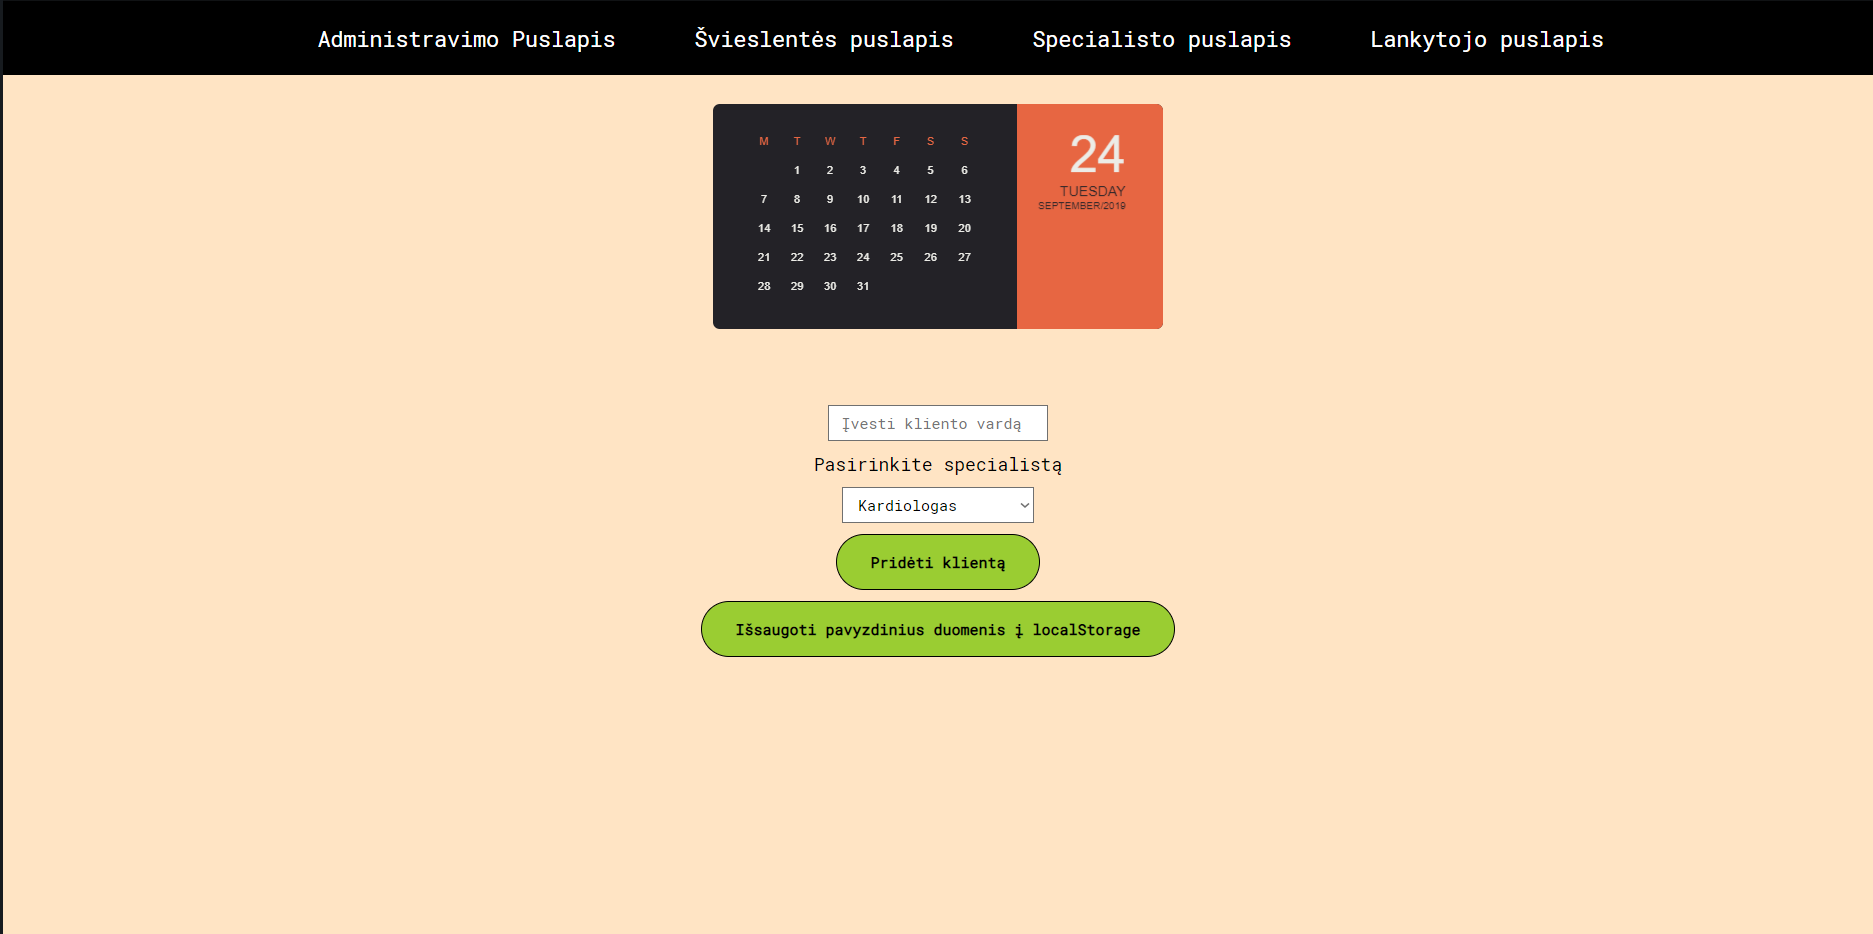 Administravimo Puslapis Švieslentės puslapis Specialisto puslapis Lankytojo puslapis
M T W T F S S
1 2 3 4 5 6
7 8 9 10 11 12 13
14 15 16 17 18 19 20
21 22 23 24 25 26 27
28 29 30 31
24
TUESDAY
SEPTEMBER/2019
Įvesti kliento vardą
Pasirinkite specialistą
Kardiologas
Pridėti klientą
Išsaugoti pavyzdinius duomenis į localStorage